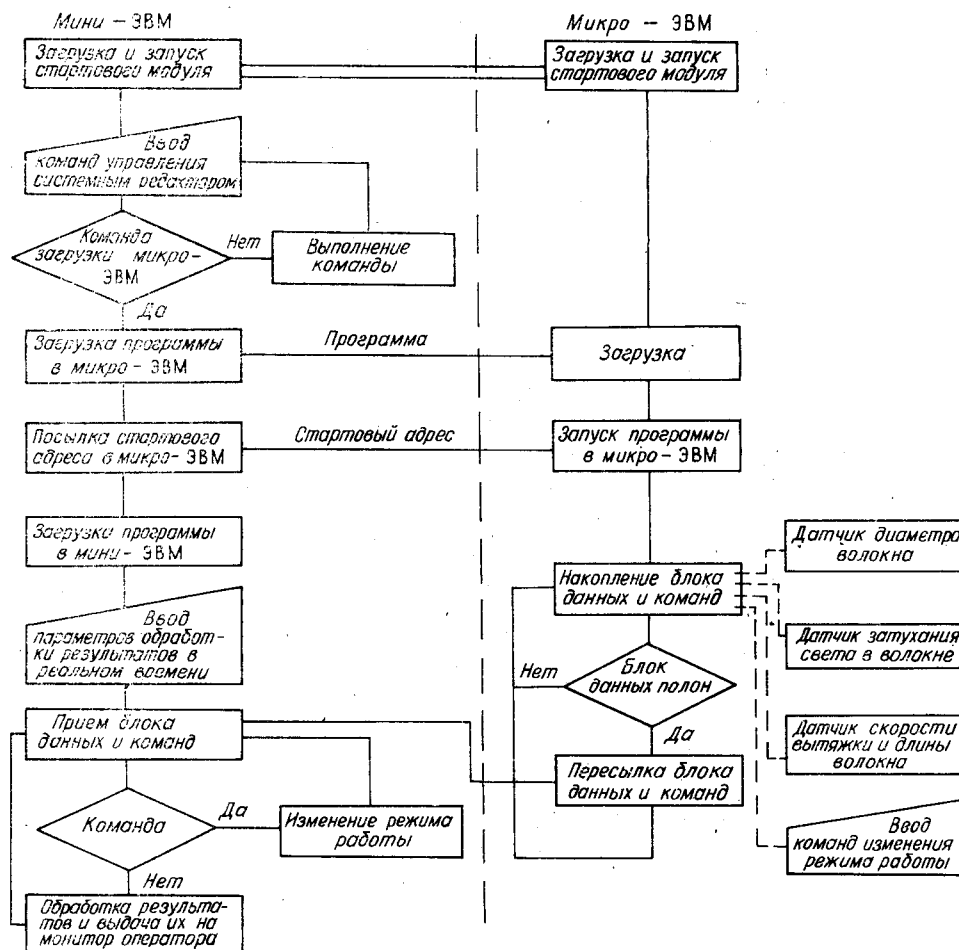 Мини – ЭВМ
Загрузка и запуск
стартового модуля
Ввод
команд управления
системным редактором
Команда
загрузки микро-
ЭВМ
Нет
Выполнение
команды
Да
Загрузка программы
в микро- ЭВМ
Программа
Посылка стартового
адреса в микро- ЭВМ
Стартовый адрес
Загрузка программы
в мини- ЭВМ
Ввод
параметров обработ-
ки результатов в
реальном времени
Прием блока
данных и команд
Команда
Да
Изменение режима
работы
Нет
Обработка результа-
тов и выдача их на
монитор оператора
Микро – ЭВМ
Загрузка и запуск
стартового модуля
Загрузка
Запуск программы
в микро- ЭВМ
Накопление блока
данных и команд
Нет
Блок
данных полон
Да
Пересылка блока
данных и команд
Датчик диаметра
волокна
Датчик затухания
света в волокне
Датчик скорости
вытяжки и длины
волокна
Ввод
команд изменения
режима работы